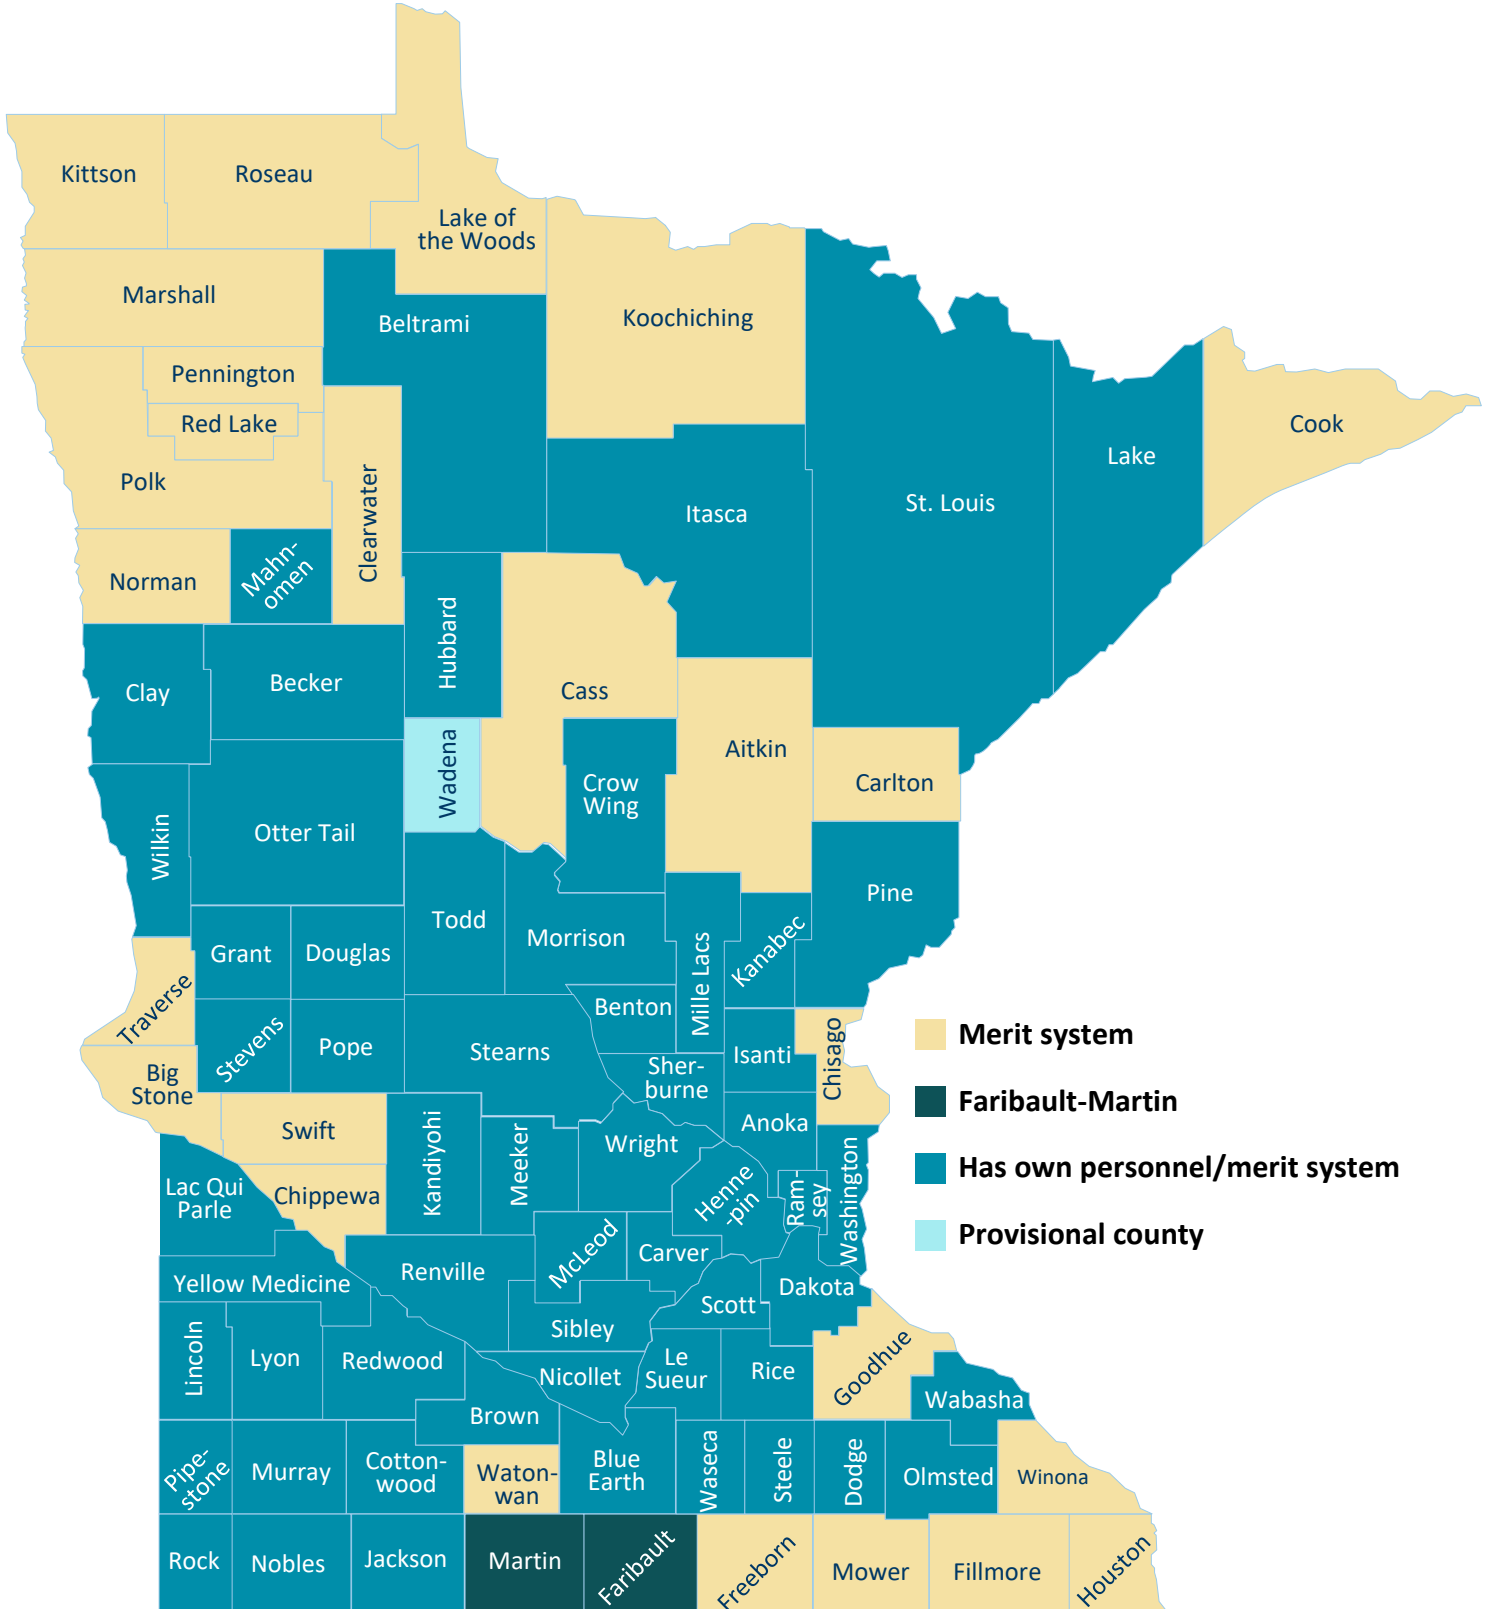 Kittson
Roseau
Lake of
the Woods
Marshall
Beltrami
Koochiching
Pennington
Red Lake
Cook
Polk
Clearwater
Lake
St. Louis
Itasca
Norman
Mahn-
omen
Hubbard
Clay
Becker
Cass
Wadena
Aitkin
Crow
Wing
Carlton
Wilkin
Otter Tail
Pine
Todd
Morrison
Grant
Douglas
Mille Lacs
Kanabec
Traverse
Benton
Stevens
Pope
Stearns
Isanti
Chisago
Merit system
Big
Stone
Sher-
burne
Faribault-Martin
Swift
Kandiyohi
Meeker
Wright
Anoka
Has own personnel/merit system
Lac Qui
Parle
Chippewa
Henne
-pin
Ram-
sey
Washington
Provisional county
Yellow Medicine
Renville
McLeod
Carver
Dakota
Scott
Lincoln
Lyon
Redwood
Sibley
Nicollet
Le
Sueur
Rice
Goodhue
Wabasha
Brown
Pipe-
stone
Murray
Cotton-
wood
Waton-
wan
Blue
Earth
Waseca
Steele
Dodge
Olmsted
Winona
Rock
Nobles
Jackson
Martin
Faribault
Freeborn
Mower
Fillmore
Houston